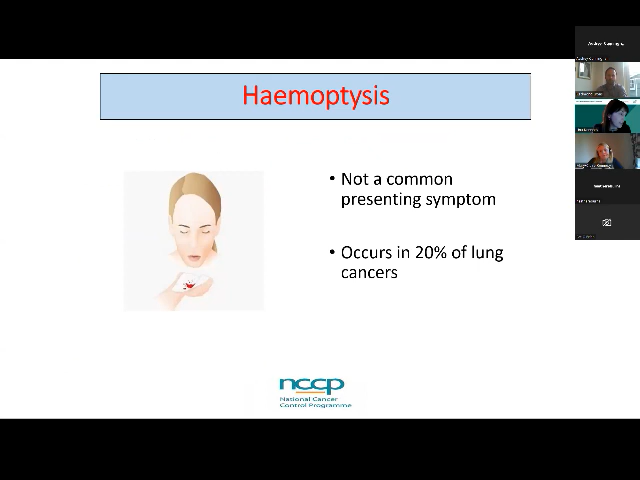 Haemoptysis
• Not a common
presenting symptom
• Occurs in 20% of lung
cancers
nccp
National Cancer
Control Programme